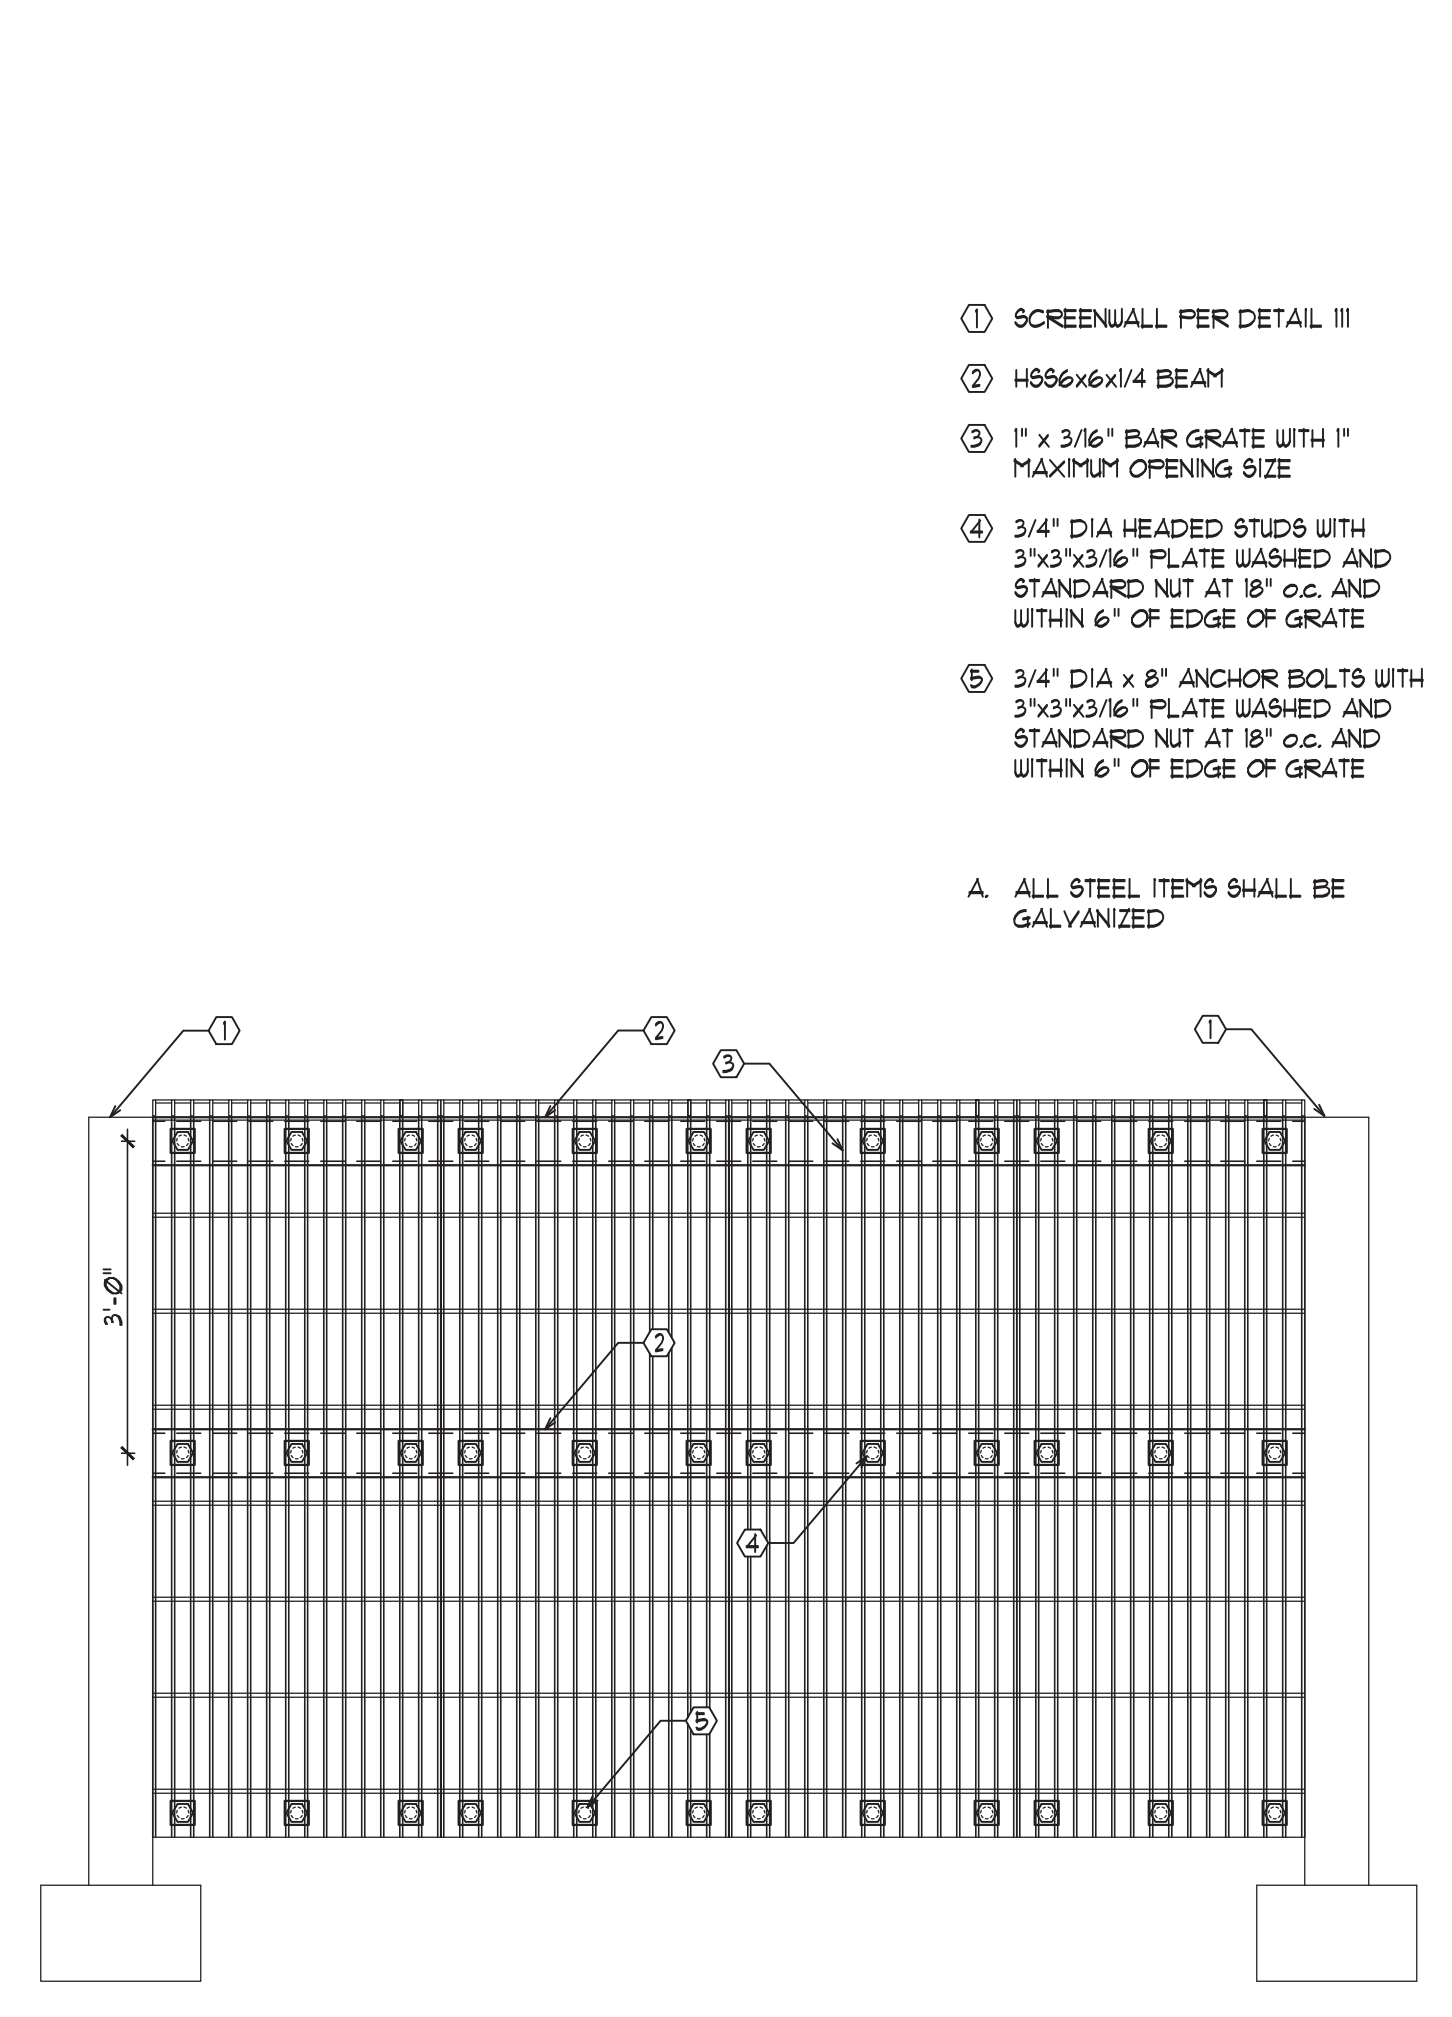 1 SCREENWALL PER DETAIL 111
2 HSS6x6x1/4 BEAM
3 1" x 3/16" BAR GRATE WITH 1"
MAXIMUM OPENING SIZE
4 3/4" DIA HEADED STUDS WITH
3"x3"x3/16" PLATE WASHED AND
STANDARD NUT AT 18" o.c. AND
WITHIN 6" OF EDGE OF GRATE
5 3/4" DIA x 8" ANCHOR BOLTS WITH
3"x3"x3/16" PLATE WASHED AND
STANDARD NUT AT 18" o.c. AND
WITHIN 6" OF EDGE OF GRATE
A. ALL STEEL ITEMS SHALL BE
GALVANIZED
1
2
1
3
3'-0"
2
4
5